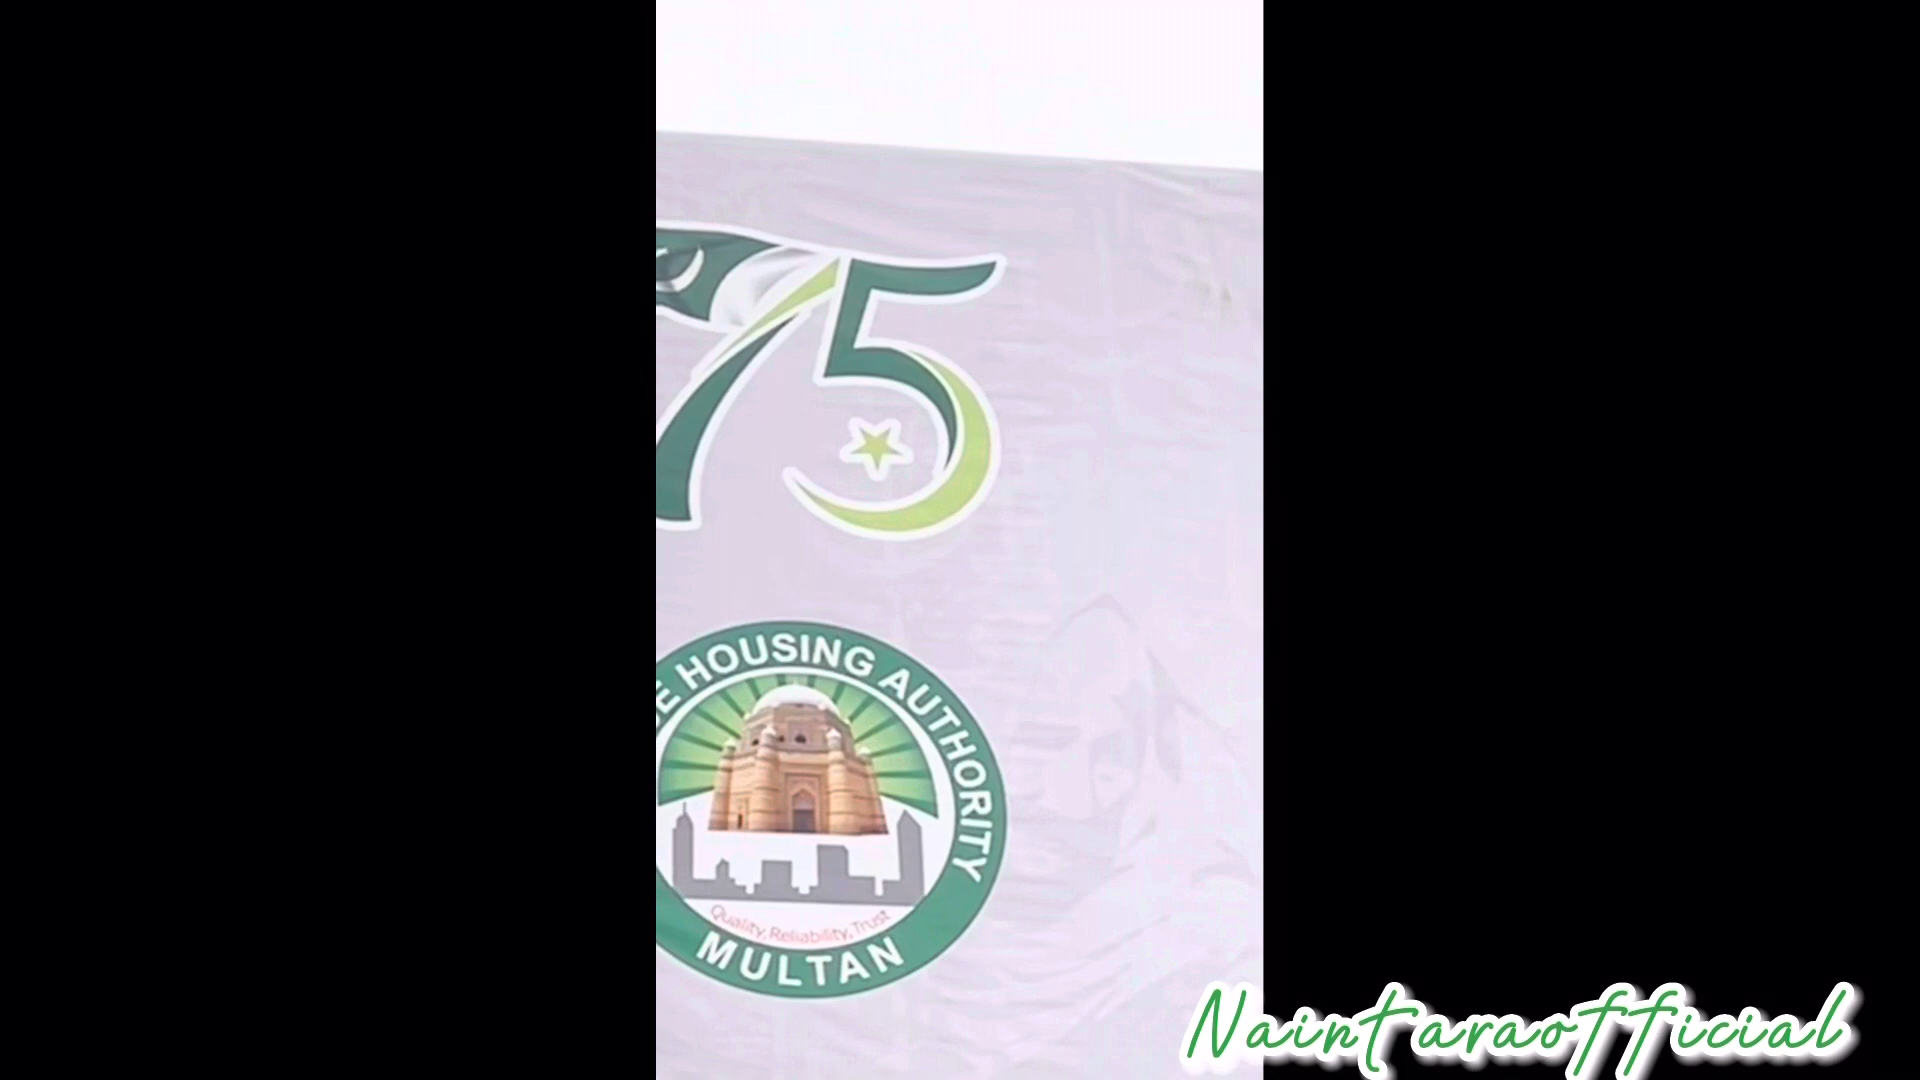 75
E HOUSING AUTHORITY
Quality, Reliability, Trust
MULTAN
Naintaraofficial